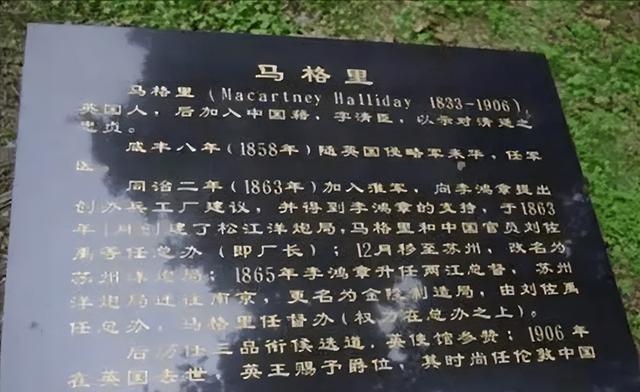 马格里
马格里（Macartney Halliday 1833-1906），
英国人，后加入中国籍，字清臣，以示对清廷之
忠贞。
咸丰八年（1858年）随英国侵略军来华，任军
医。
同治二年（1863年）加入淮军，向李鸿章提出
创办兵工厂建议，并得到李鸿章的支持，于1863
年 月创建了松江洋炮局，马格里和中国官员刘佐
禹等任总办（即厂长）；12月移至苏州，改名为
苏州洋炮局；1865年李鸿章升任两江总督，苏州
洋炮局迁往南京，更名为金陵制造局，由刘佐禹
任总办，马格里任督办（权力在总办之上）。
后历任三品衔候选道，英使馆参赞；1906年
在英国去世 英王赐予爵位，其时尚任伦敦中国